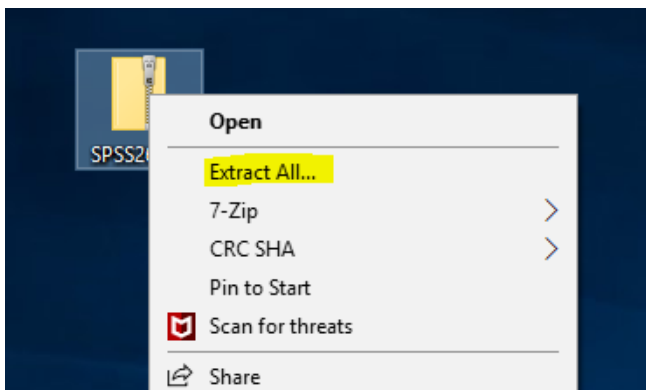 Open
SPSS2
Extract All...
7-Zip
CRC SHA
Pin to Start
Scan for threats
Share